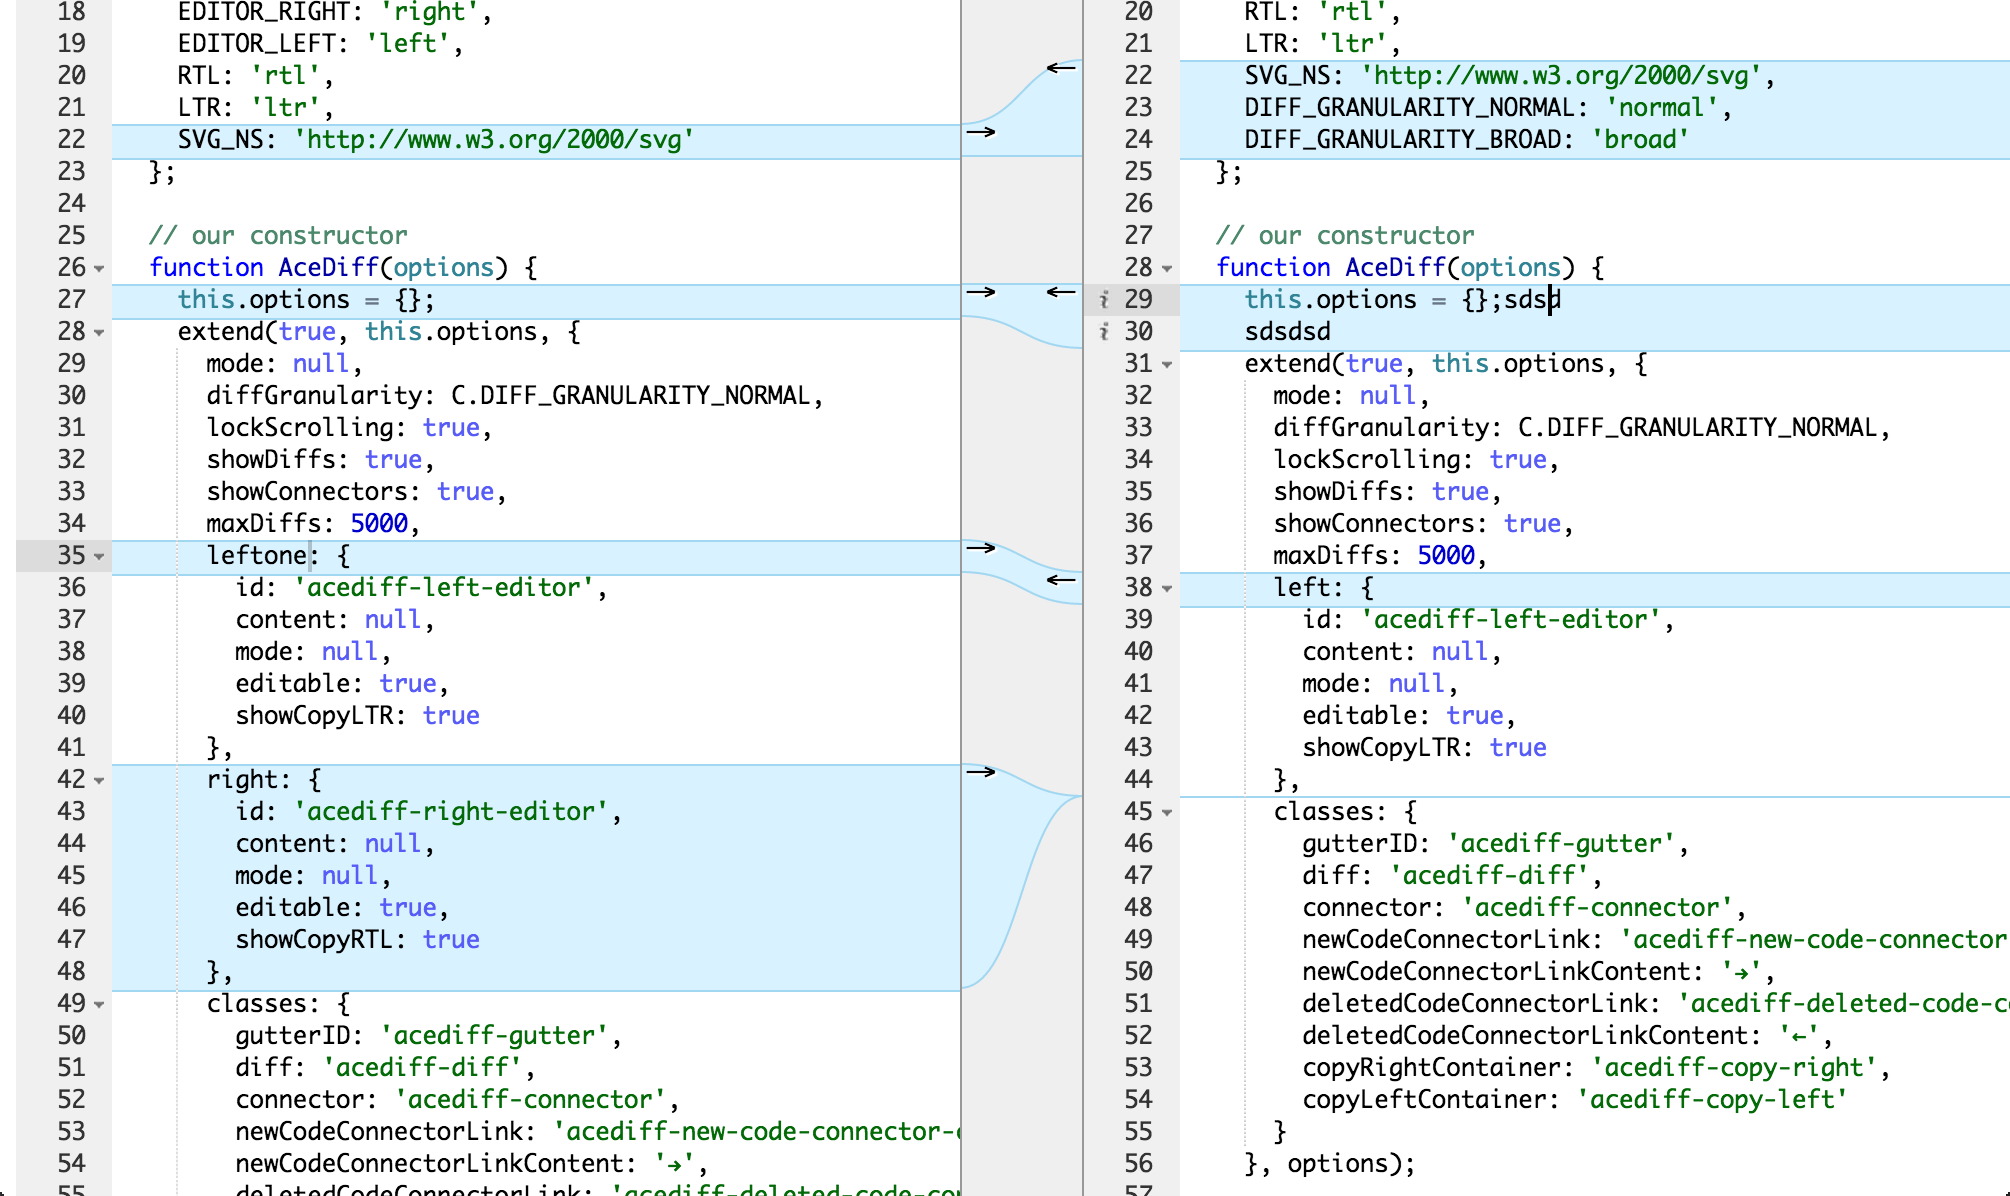 18 EDITOR_RIGHT: 'right',
19 EDITOR_LEFT: 'left',
20 RTL: 'rtl',
21 LTR: 'ltr',
22 SVG_NS: 'http://www.w3.org/2000/svg'
23 };
24
25 // our constructor
26 function AceDiff(options) {
27 this.options = {};
28 extend(true, this.options, {
29 mode: null,
30 diffGranularity: C.DIFF_GRANULARITY_NORMAL,
31 lockScrolling: true,
32 showDiffs: true,
33 showConnectors: true,
34 maxDiffs: 5000,
35 leftone: {
36 id: 'acediff-left-editor',
37 content: null,
38 mode: null,
39 editable: true,
40 showCopyLTR: true
41 },
42 right: {
43 id: 'acediff-right-editor',
44 content: null,
45 mode: null,
46 editable: true,
47 showCopyRTL: true
48 },
49 classes: {
50 gutterID: 'acediff-gutter',
51 diff: 'acediff-diff',
52 connector: 'acediff-connector',
53 newCodeConnectorLink: 'acediff-new-code-connector-
54 newCodeConnectorLinkContent: '→',
55 deletedCodeConnectorLink: 'acediff-deleted-code-co
← →
→ ←
→ ←
→
20 RTL: 'rtl',
21 LTR: 'ltr',
22 SVG_NS: 'http://www.w3.org/2000/svg',
23 DIFF_GRANULARITY_NORMAL: 'normal',
24 DIFF_GRANULARITY_BROAD: 'broad'
25 };
26
27 // our constructor
28 function AceDiff(options) {
i 29 this.options = {};sdsd
i 30 sdsdsd
31 extend(true, this.options, {
32 mode: null,
33 diffGranularity: C.DIFF_GRANULARITY_NORMAL,
34 lockScrolling: true,
35 showDiffs: true,
36 showConnectors: true,
37 maxDiffs: 5000,
38 left: {
39 id: 'acediff-left-editor',
40 content: null,
41 mode: null,
42 editable: true,
43 showCopyLTR: true
44 },
45 classes: {
46 gutterID: 'acediff-gutter',
47 diff: 'acediff-diff',
48 connector: 'acediff-connector',
49 newCodeConnectorLink: 'acediff-new-code-connector
50 newCodeConnectorLinkContent: '→',
51 deletedCodeConnectorLink: 'acediff-deleted-code-c
52 deletedCodeConnectorLinkContent: '←',
53 copyRightContainer: 'acediff-copy-right',
54 copyLeftContainer: 'acediff-copy-left'
55 }
56 }, options);
57